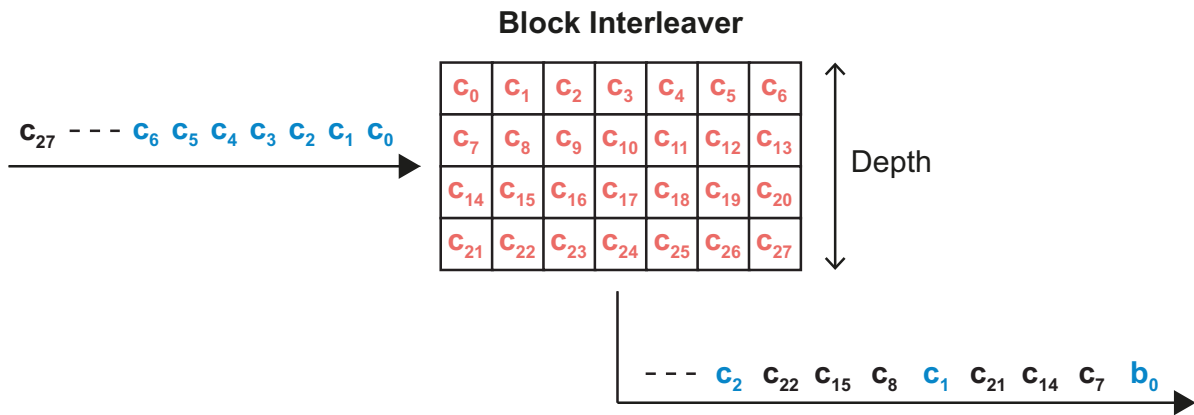 Block Interleaver
c27 --- c6 c5 c4 c3 c2 c1 c0
c0 c1 c2 c3 c4 c5 c6
c7 c8 c9 c10 c11 c12 c13
c14 c15 c16 c17 c18 c19 c20
c21 c22 c23 c24 c25 c26 c27
Depth
--- c2 c22 c15 c8 c1 c21 c14 c7 b0